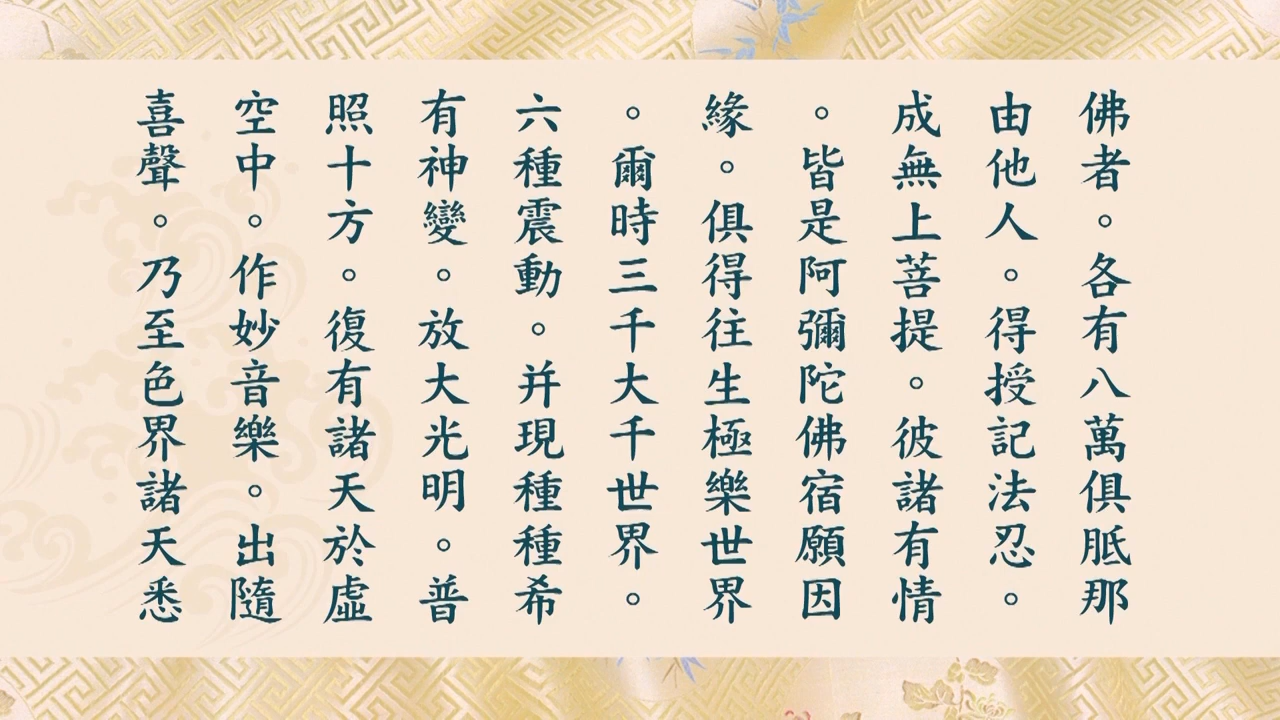 佛者。各有八萬俱胝那
由他人。得授記法忍。
成無上菩提。彼諸有情
。皆是阿彌陀佛宿願因
緣。俱得往生極樂世界
。爾時三千大千世界。
六種震動。并現種種希
有神變。放大光明。普
照十方。復有諸天於虛
空中。作妙音樂。出隨
喜聲。乃至色界諸天悉